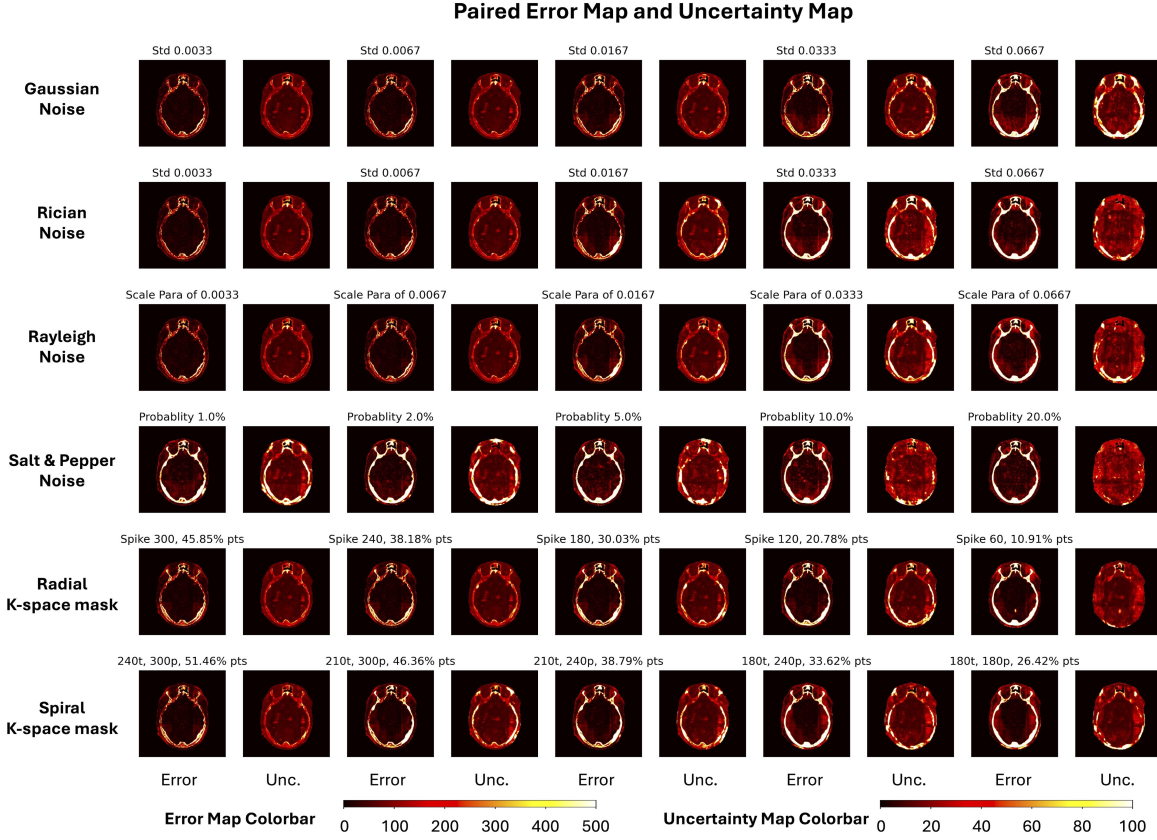 Paired Error Map and Uncertainty Map
Std 0.0033 Std 0.0067 Std 0.0167 Std 0.0333 Std 0.0667
Gaussian
Noise
Std 0.0033 Std 0.0067 Std 0.0167 Std 0.0333 Std 0.0667
Rician
Noise
Scale Para of 0.0033 Scale Para of 0.0067 Scale Para of 0.0167 Scale Para of 0.0333 Scale Para of 0.0667
Rayleigh
Noise
Probablity 1.0% Probablity 2.0% Probablity 5.0% Probablity 10.0% Probablity 20.0%
Salt & Pepper
Noise
Spike 300, 45.85% pts Spike 240, 38.18% pts Spike 180, 30.03% pts Spike 120, 20.78% pts Spike 60, 10.91% pts
Radial
K-space mask
240t, 300p, 51.46% pts 210t, 300p, 46.36% pts 210t, 240p, 38.79% pts 180t, 240p, 33.62% pts 180t, 180p, 26.42% pts
Spiral
K-space mask
Error Unc. Error Unc. Error Unc. Error Unc. Error Unc.
Error Map Colorbar 0 100 200 300 400 500 Uncertainty Map Colorbar 0 20 40 60 80 100